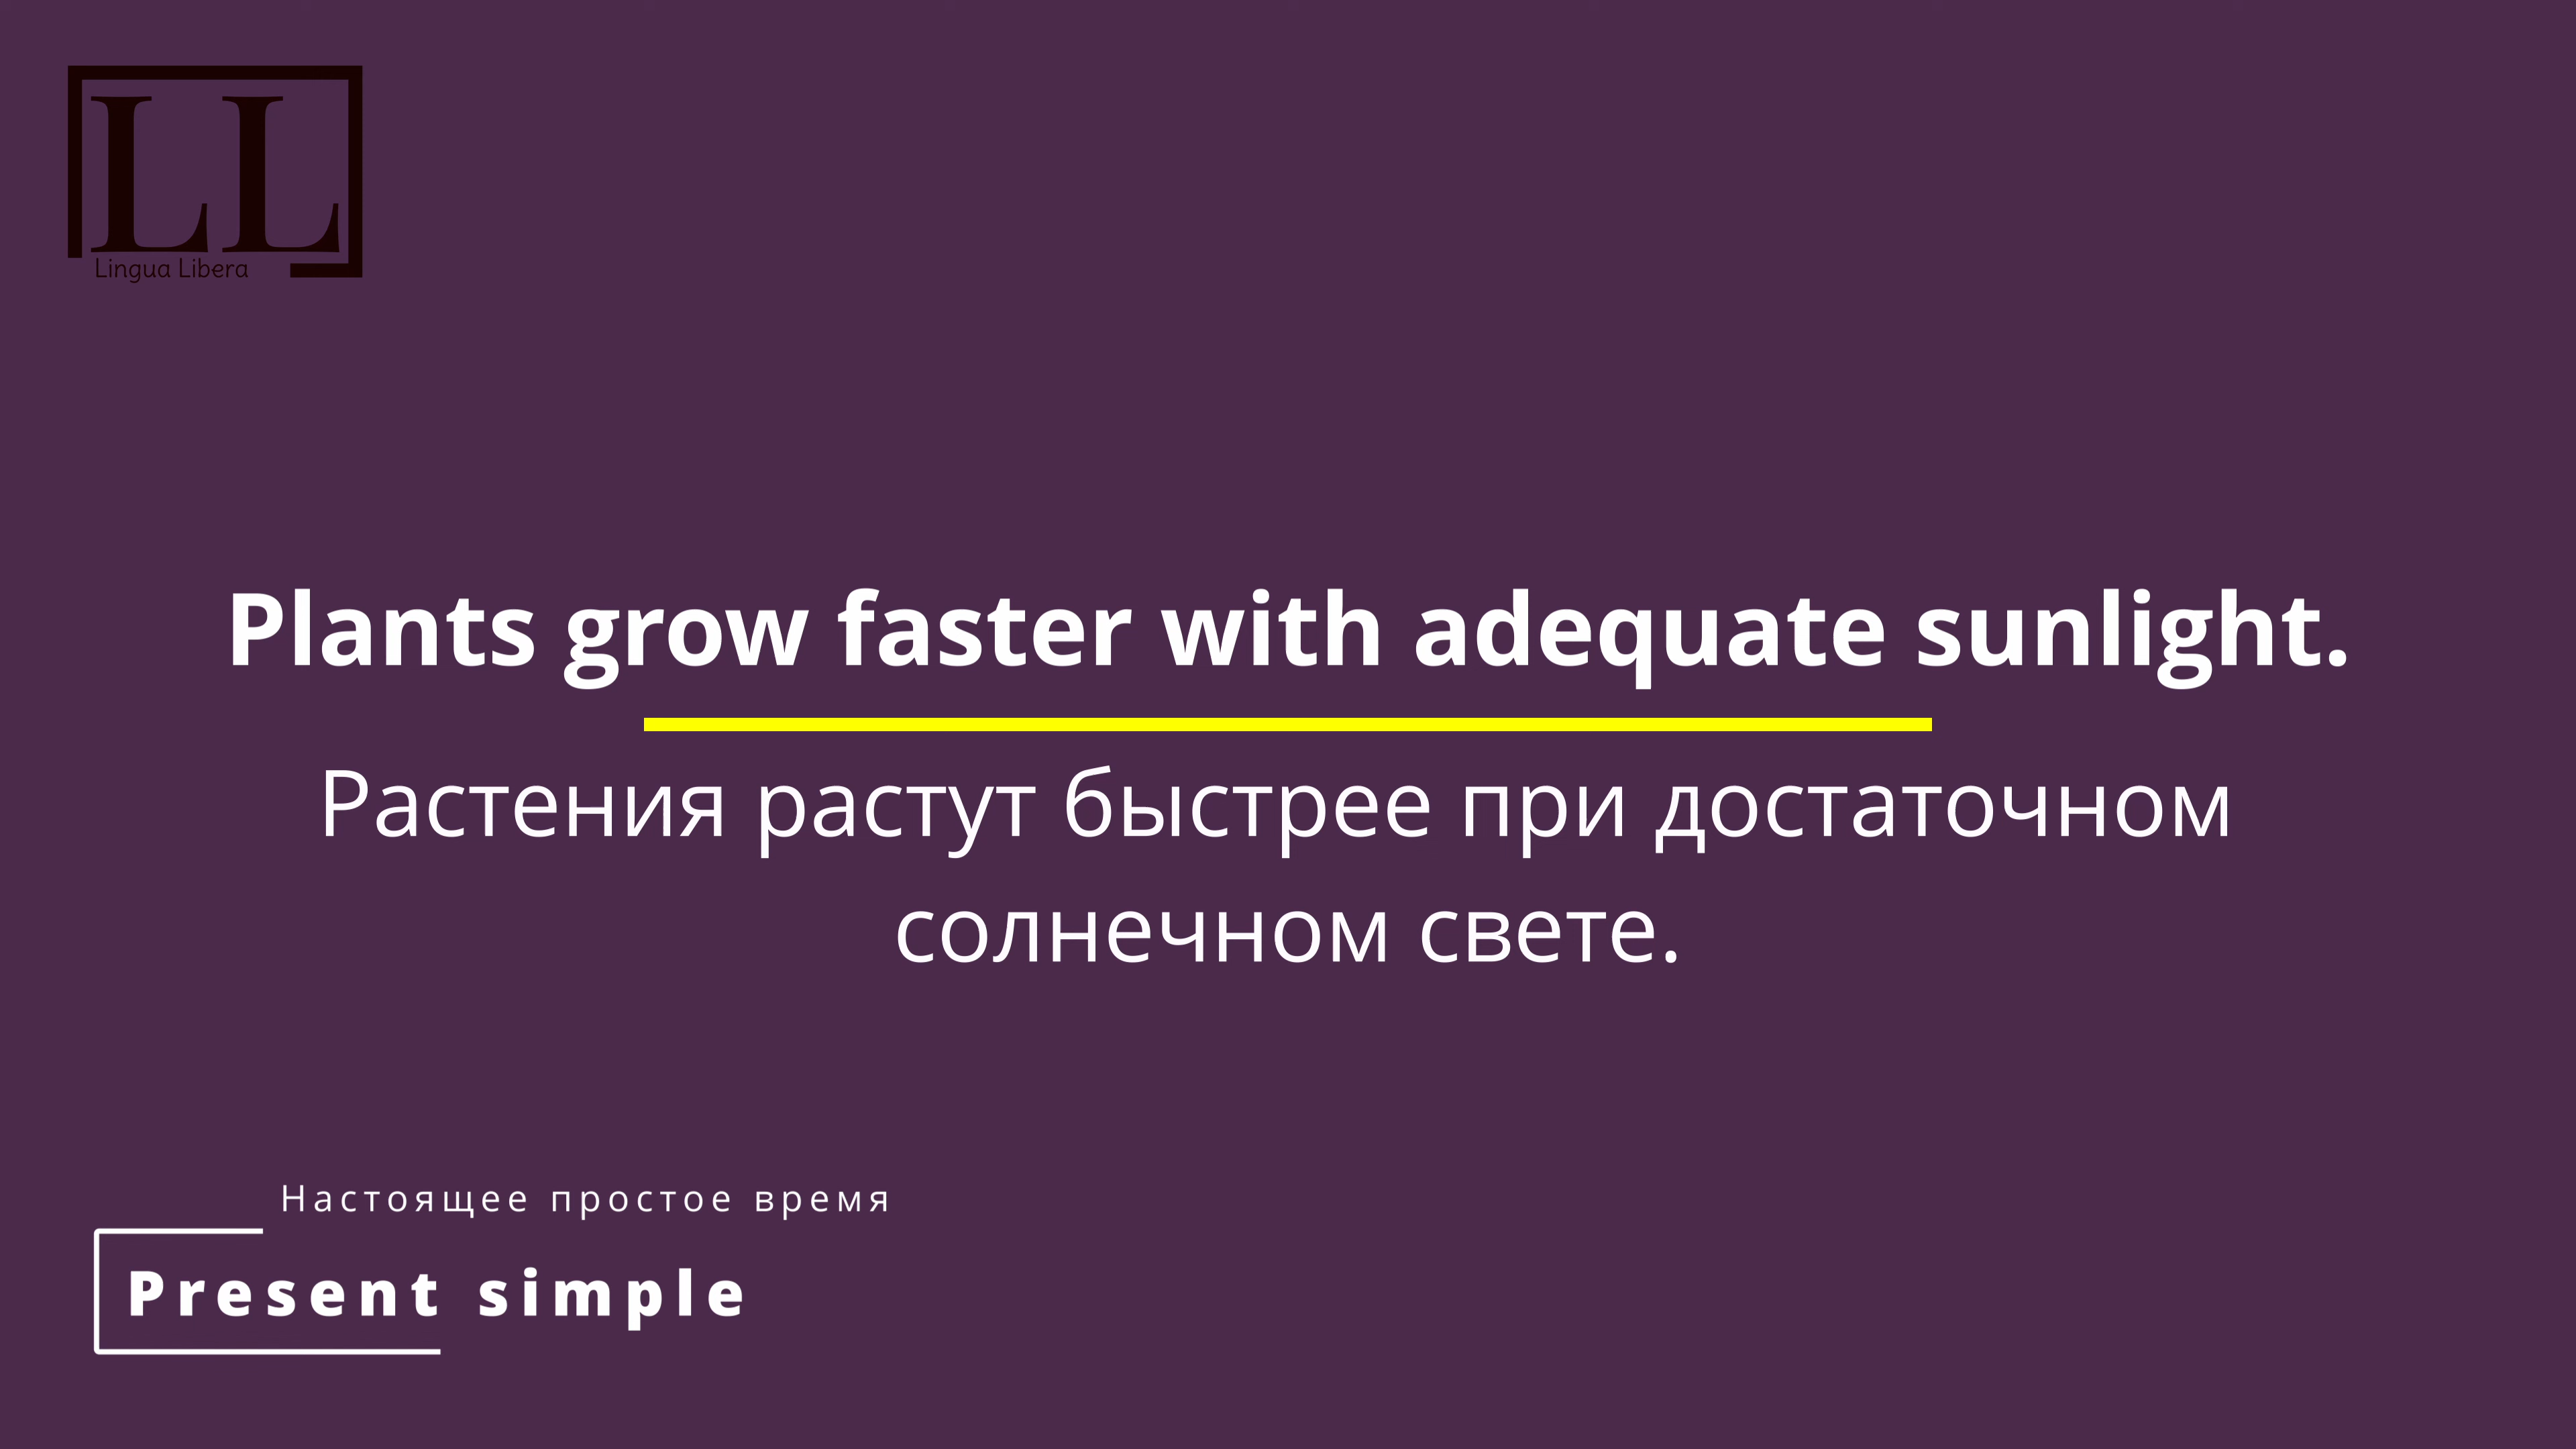 LL
Lingua Libera
Plants grow faster with adequate sunlight.
Растения растут быстрее при достаточном
солнечном свете.
Настоящее простое время
Present simple